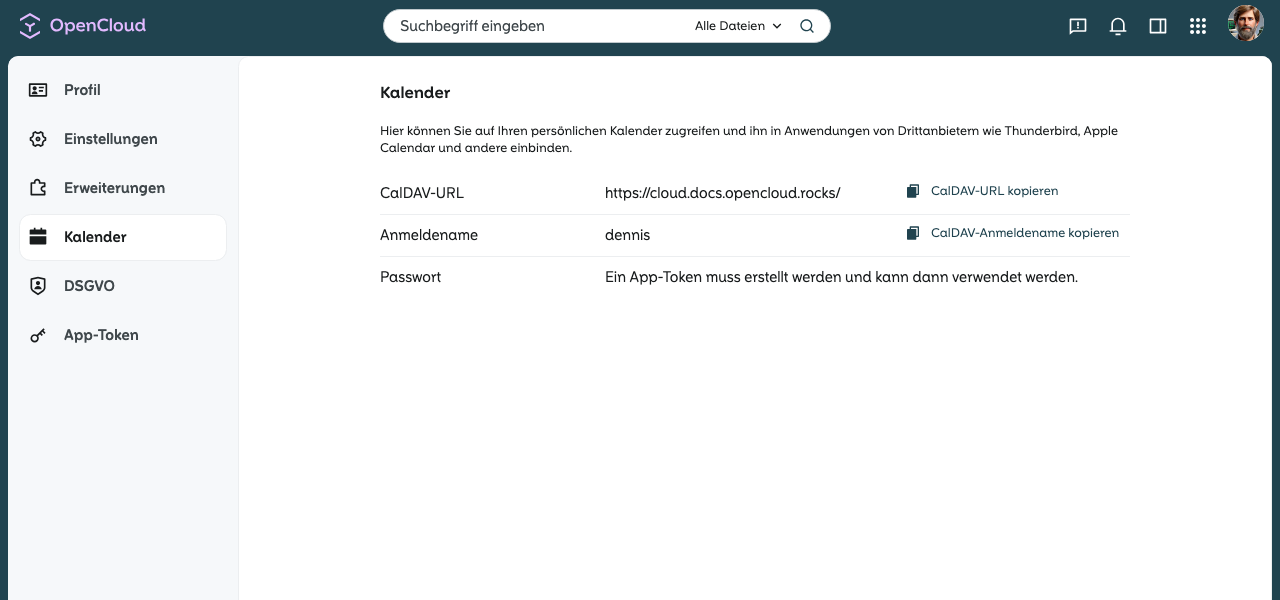 OpenCloud
Suchbegriff eingeben
Alle Dateien
Profil
Einstellungen
Erweiterungen
Kalender
DSGVO
App-Token
Kalender
Hier können Sie auf Ihren persönlichen Kalender zugreifen und ihn in Anwendungen von Drittanbietern wie Thunderbird, Apple
Calendar und andere einbinden.
CalDAV-URL https://cloud.docs.opencloud.rocks/ CalDAV-URL kopieren
Anmeldename dennis CalDAV-Anmeldename kopieren
Passwort Ein App-Token muss erstellt werden und kann dann verwendet werden.